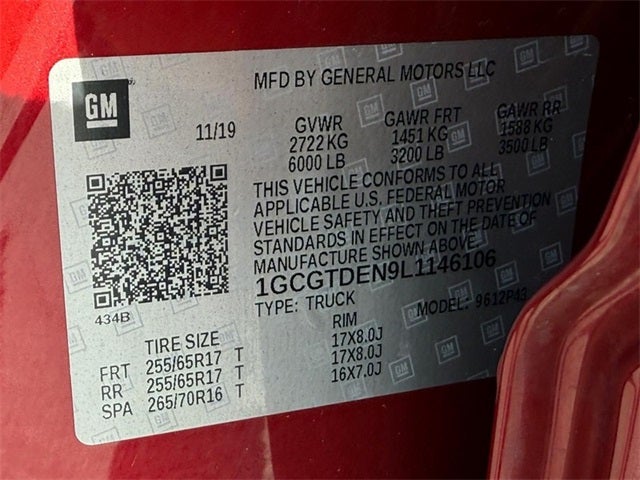 MFD BY GENERAL MOTORS LLC
GM
11/19
GVWR GAWR FRT GAWR RR
2722 KG 1451 KG 1588 KG
6000 LB 3200 LB 3500 LB
THIS VEHICLE CONFORMS TO ALL
APPLICABLE U.S. FEDERAL MOTOR
VEHICLE SAFETY AND THEFT PREVENTION
STANDARDS IN EFFECT ON THE DATE OF
MANUFACTURE SHOWN ABOVE.
1GCGTDEN9L1146106
TYPE: TRUCK MODEL: 9612P43
434B
TIRE SIZE RIM
FRT 255/65R17 T 17X8.0J
RR 255/65R17 T 17X8.0J
SPA 265/70R16 T 16X7.0J